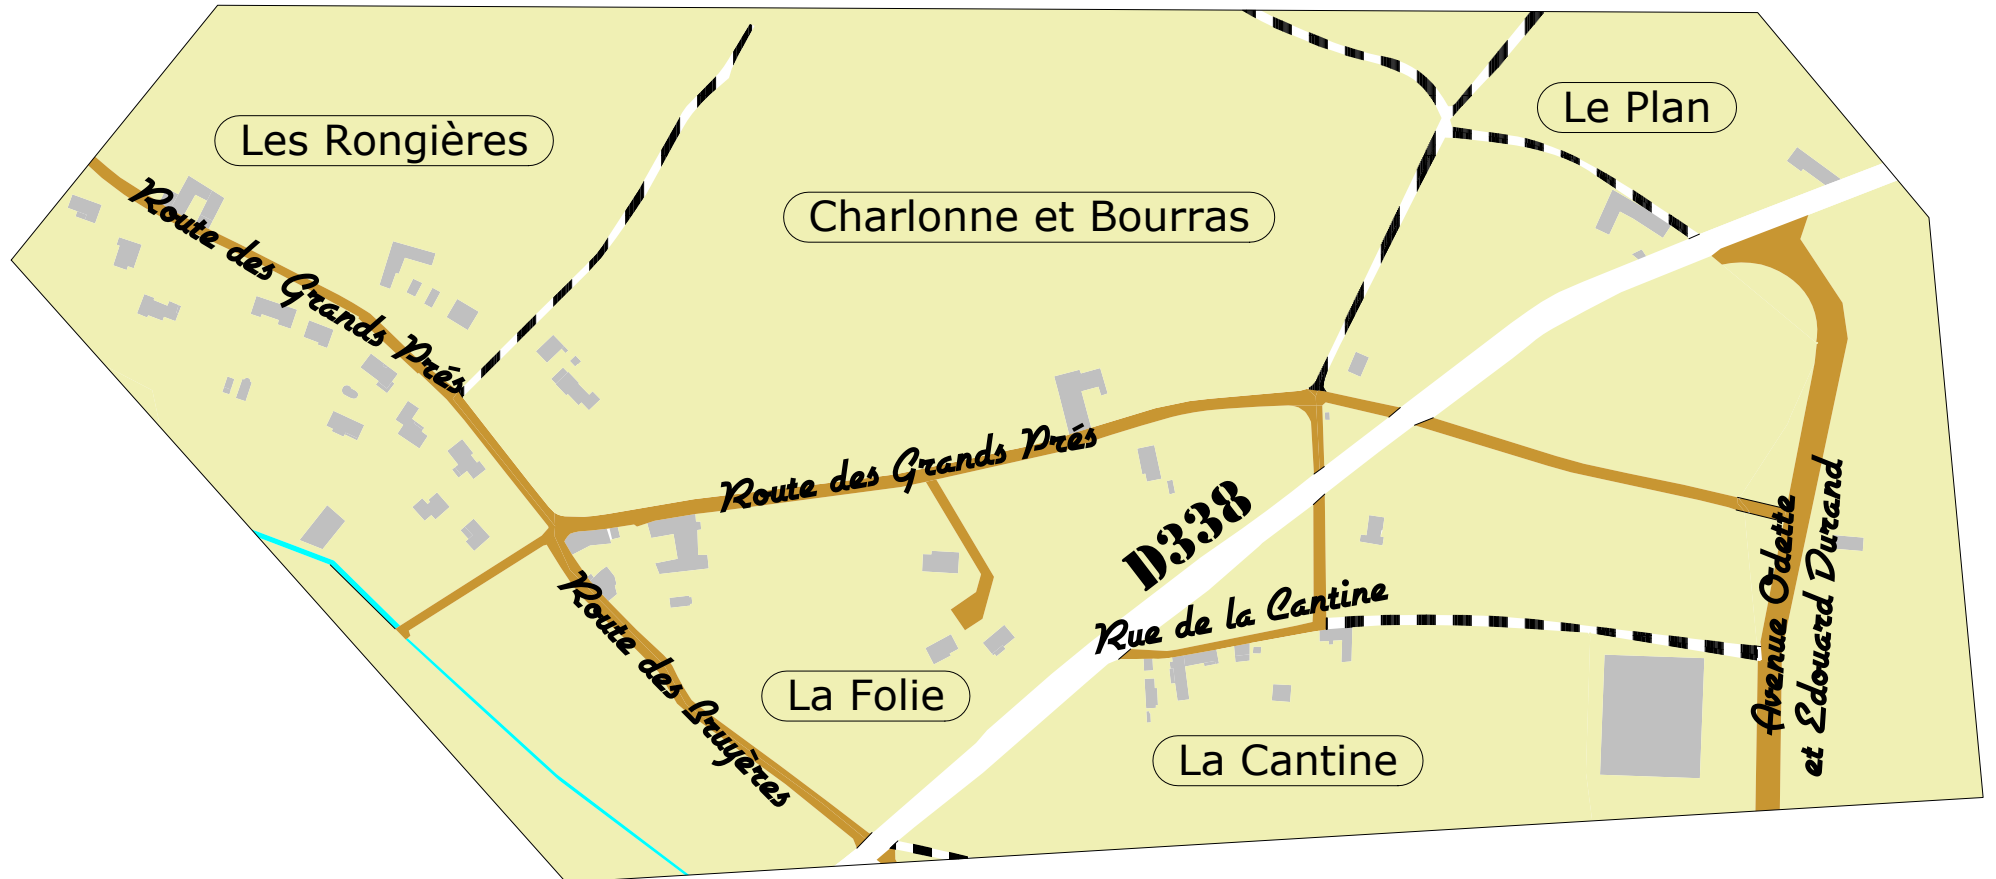 Le Plan
Les Rongières
Charlonne et Bourras
Route des Grands Prés
Route des Grands Prés
D338
Rue de la Cantine
Avenue Odette
et Edouard Durand
Route des Bruyères
La Folie
La Cantine